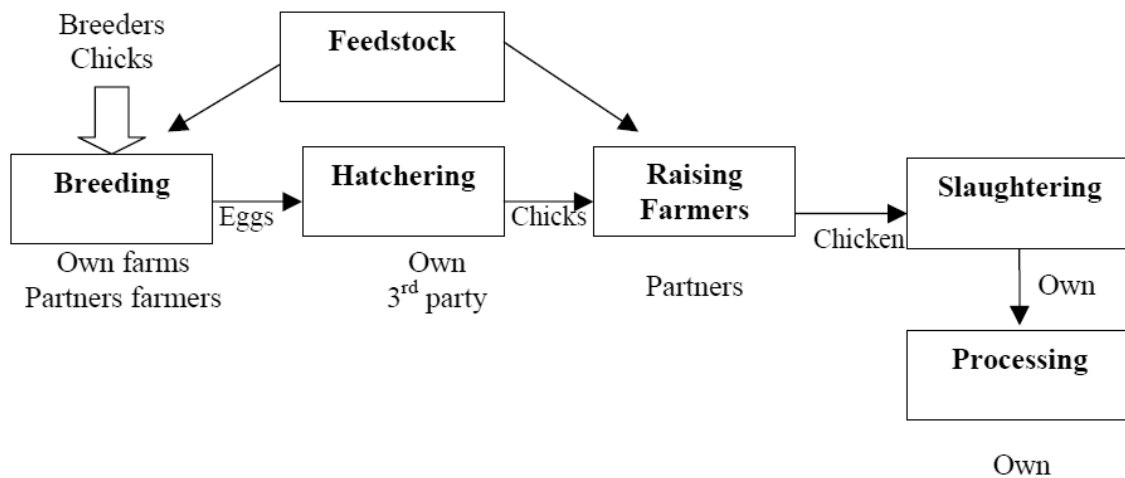 Breeders
Chicks
Feedstock
Breeding
Hatchering
Raising
Farmers
Slaughtering
Eggs
Chicks
Chicken
Own farms
Partners farmers
Own
3rd party
Partners
Own
Processing
Own